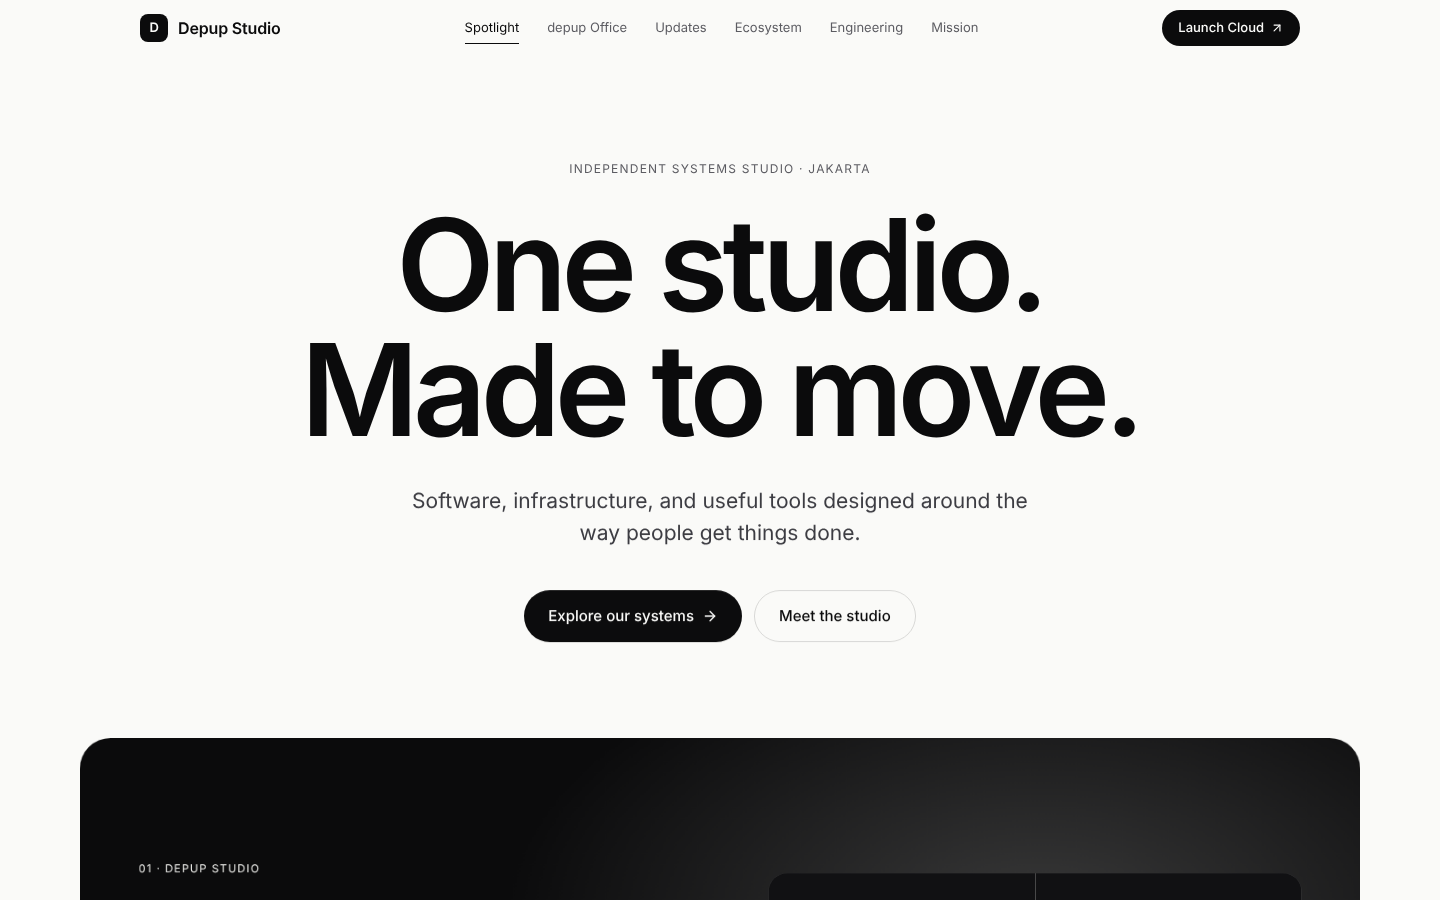 D Depup Studio
Spotlight depup Office Updates Ecosystem Engineering Mission
Launch Cloud
INDEPENDENT SYSTEMS STUDIO · JAKARTA
One studio.
Made to move.
Software, infrastructure, and useful tools designed around the
way people get things done.
Explore our systems → Meet the studio
01 · DEPUP STUDIO